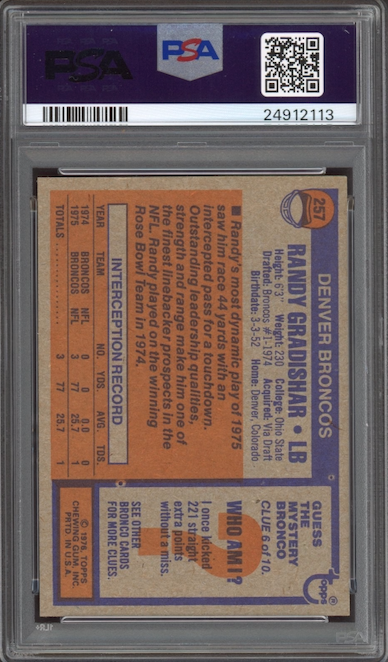 PSA
PSA
24912113
257
DENVER BRONCOS
RANDY GRADISHAR • LB
Height: 6'3" Weight: 230 College: Ohio State
Drafted: Broncos #1-1974 Acquired: Via Draft
Birthdate: 3-3-52 Home: Denver, Colorado
■ Randy's most dynamic play of 1975
saw him race 44 yards with an
intercepted pass for a touchdown.
Outstanding leadership qualities,
strength and range make him one of
the finest linebacker prospects in the
NFL. Randy played on the winning
Rose Bowl Team in 1974.
INTERCEPTION RECORD
YEAR TEAM NO. YDS. AVG. TDS.
1974 BRONCOS NFL 0 0 0.0 0
1975 BRONCOS NFL 3 77 25.7 1
TOTALS 3 77 25.7 1
GUESS
THE
MYSTERY
BRONCO
CLUE 6 of 10.
TOPPS®
?
WHO AM I?
I once kicked
221 straight
extra points
without a miss.
SEE OTHER
BRONCO CARDS
FOR MORE CLUES.
© 1976, TOPPS
CHEWING GUM, INC.
PRTD. IN U.S.A.
PSA